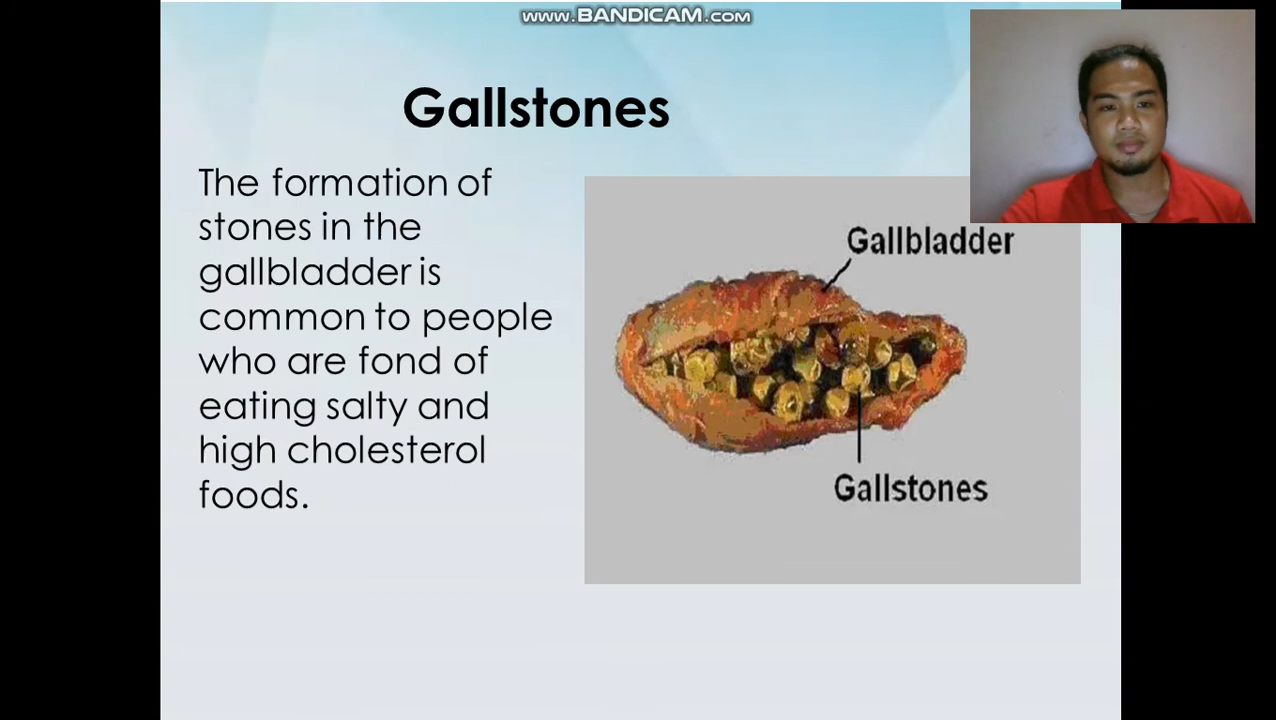 www.BANDICAM.com
Gallstones
The formation of
stones in the
gallbladder is
common to people
who are fond of
eating salty and
high cholesterol
foods.
Gallbladder
Gallstones